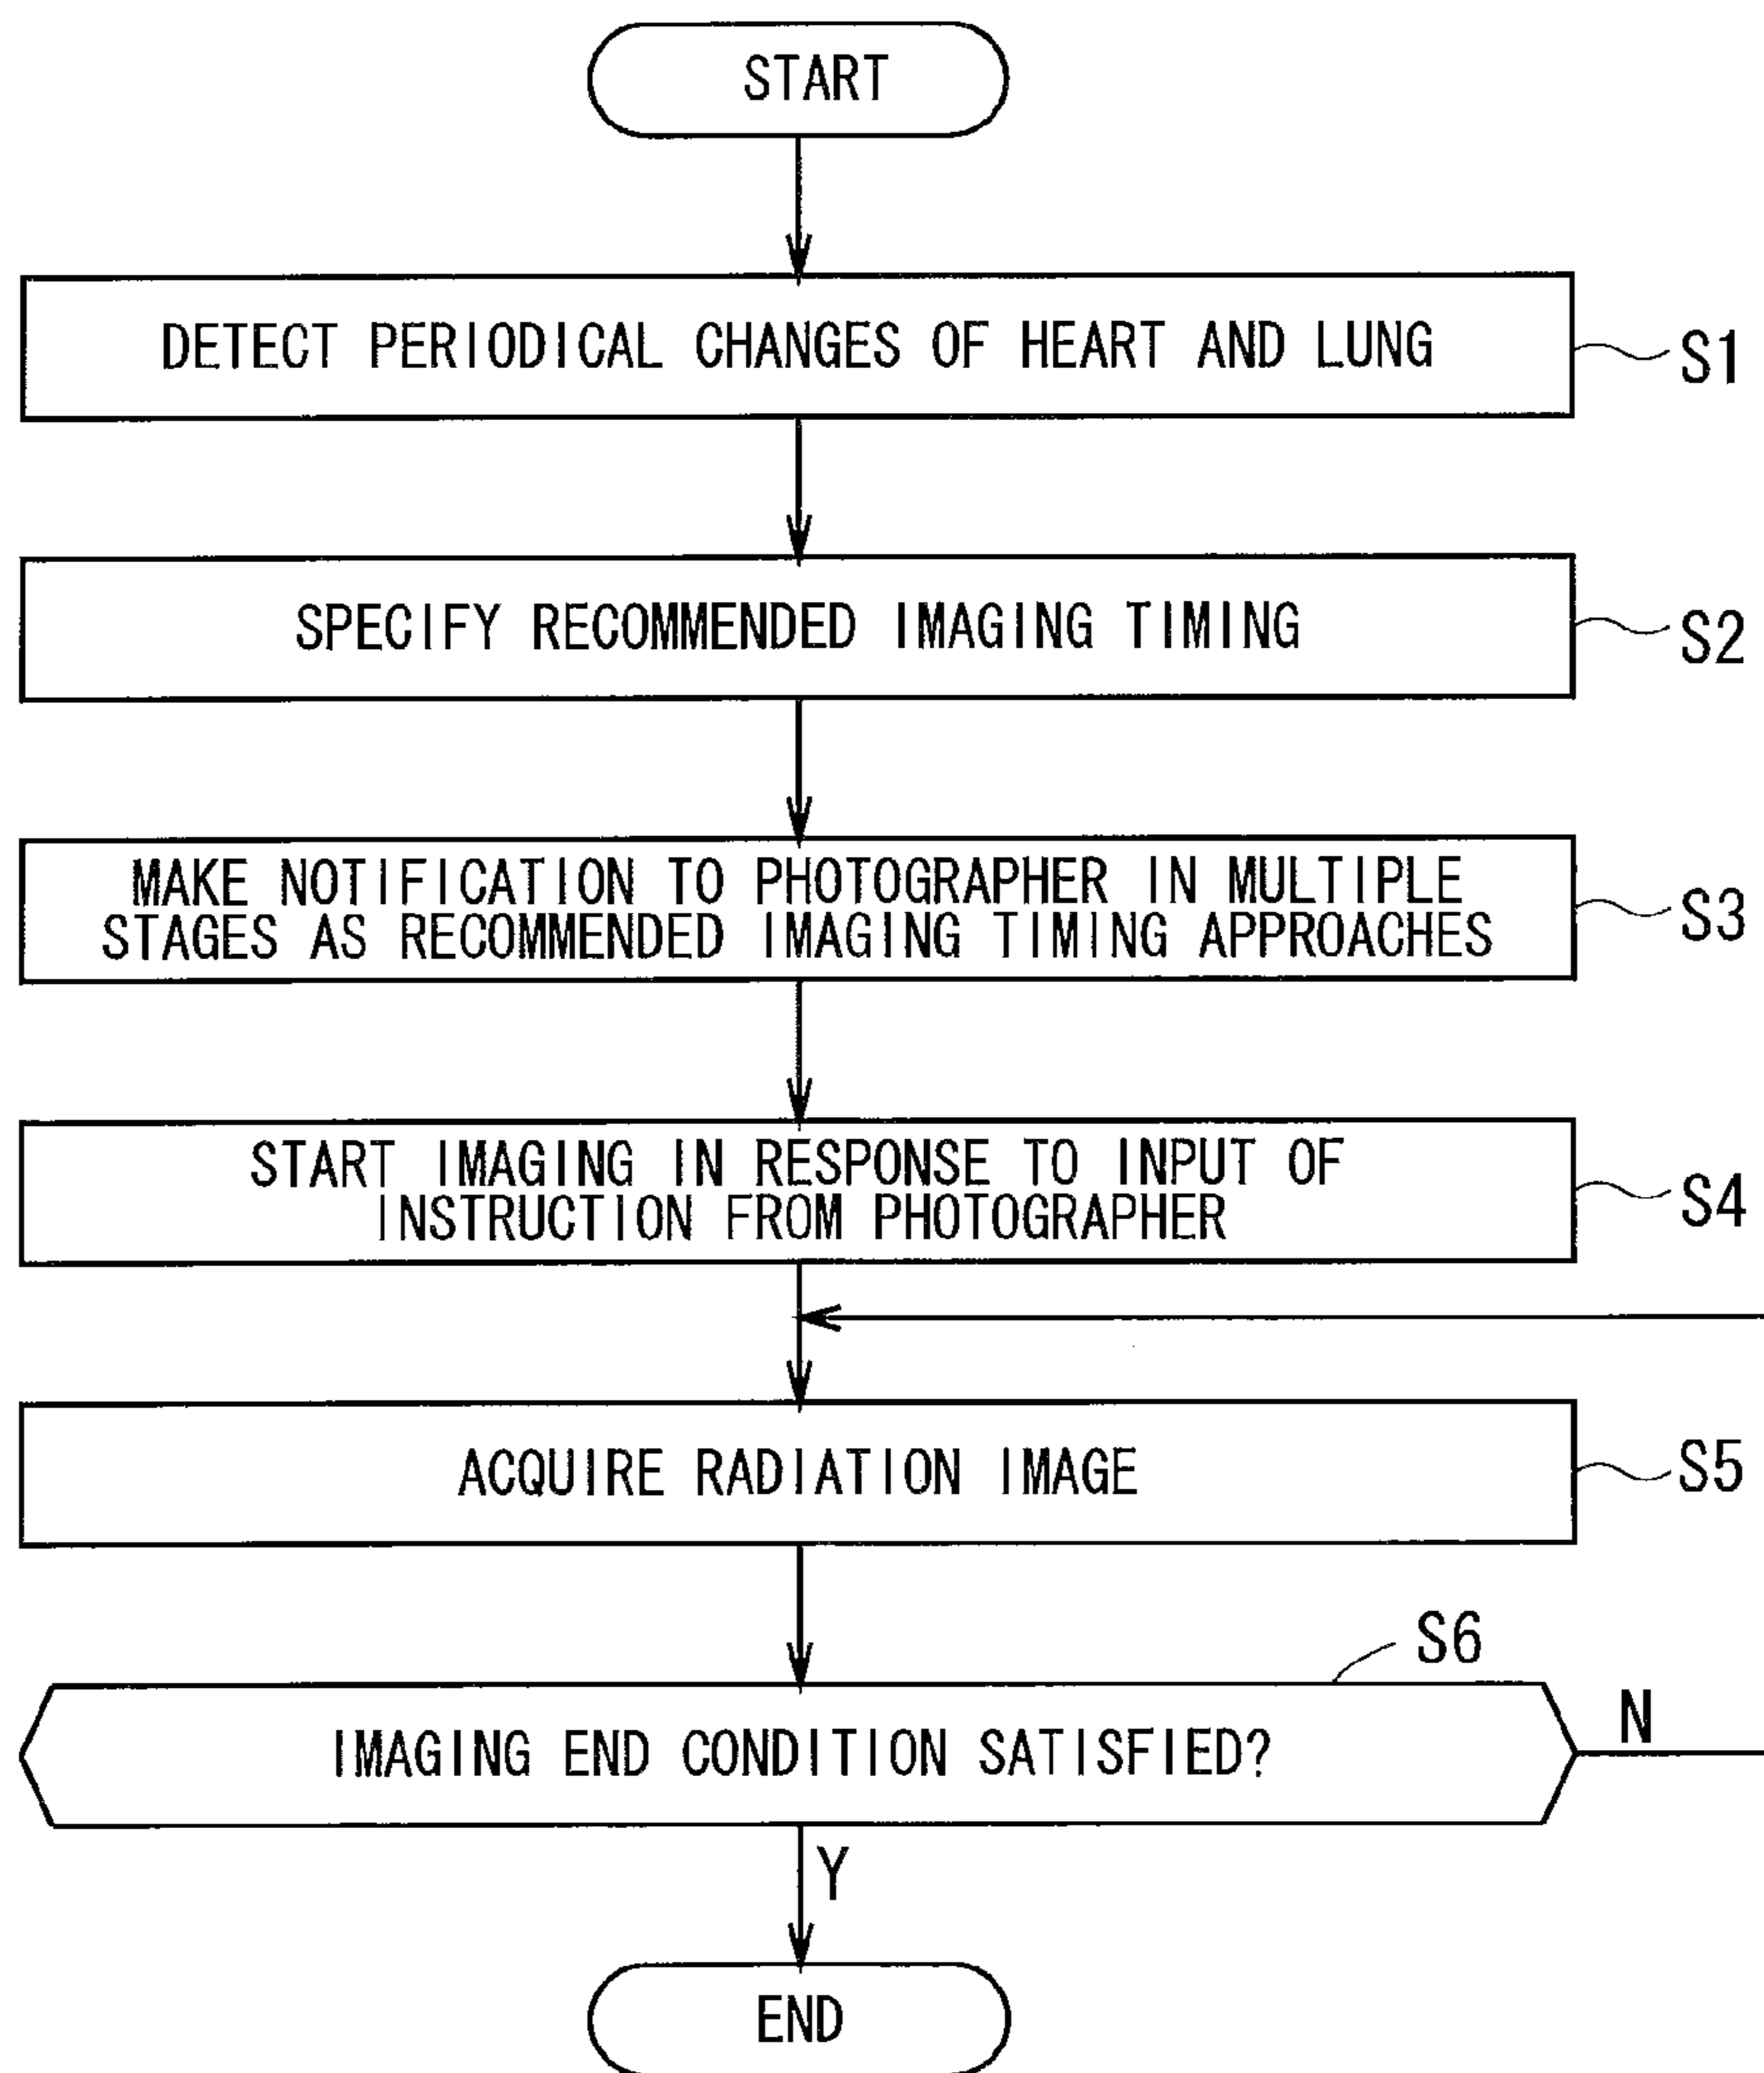 START
DETECT PERIODICAL CHANGES OF HEART AND LUNG
S1
SPECIFY RECOMMENDED IMAGING TIMING
S2
MAKE NOTIFICATION TO PHOTOGRAPHER IN MULTIPLE
STAGES AS RECOMMENDED IMAGING TIMING APPROACHES
S3
START IMAGING IN RESPONSE TO INPUT OF
INSTRUCTION FROM PHOTOGRAPHER
S4
ACQUIRE RADIATION IMAGE
S5
S6
IMAGING END CONDITION SATISFIED?
N
Y
END